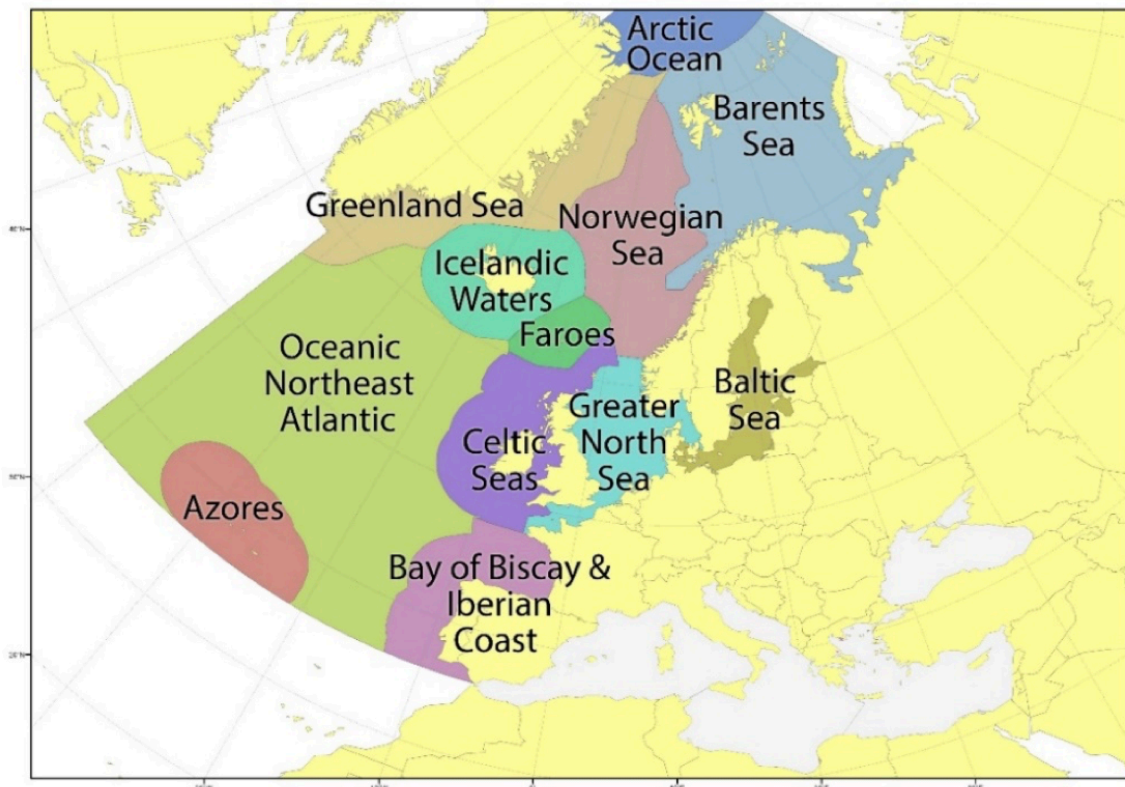 Arctic
Ocean
Barents
Sea
Greenland Sea
Norwegian
Sea
Icelandic
Waters
Faroes
Oceanic
Northeast
Atlantic
Baltic
Sea
Greater
North
Sea
Celtic
Seas
Azores
Bay of Biscay &
Iberian
Coast